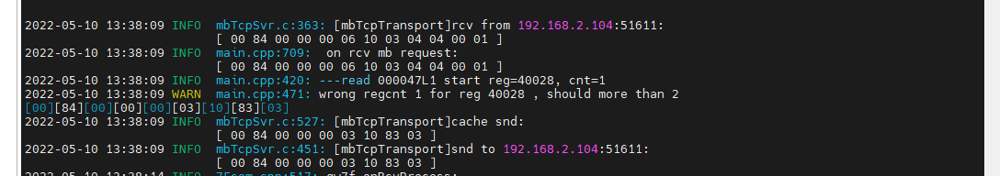 2022-05-10 13:38:09 INFO  mbTcpSvr.c:363: [mbTcpTransport]rcv from 192.168.2.104:51611:
[ 00 84 00 00 00 06 10 03 04 04 00 01 ]
2022-05-10 13:38:09 INFO  main.cpp:709:  on rcv mb request:
[ 00 84 00 00 00 06 10 03 04 04 00 01 ]
2022-05-10 13:38:09 INFO  main.cpp:420: ---read 000047L1 start reg=40028, cnt=1
2022-05-10 13:38:09 WARN  main.cpp:471: wrong regcnt 1 for reg 40028 , should more than 2
[00][84][00][00][00][03][10][83][03]
2022-05-10 13:38:09 INFO  mbTcpSvr.c:527: [mbTcpTransport]cache snd:
[ 00 84 00 00 00 03 10 83 03 ]
2022-05-10 13:38:09 INFO  mbTcpSvr.c:451: [mbTcpTransport]snd to 192.168.2.104:51611:
[ 00 84 00 00 00 03 10 83 03 ]
2022-05-10 13:38:14 INFO